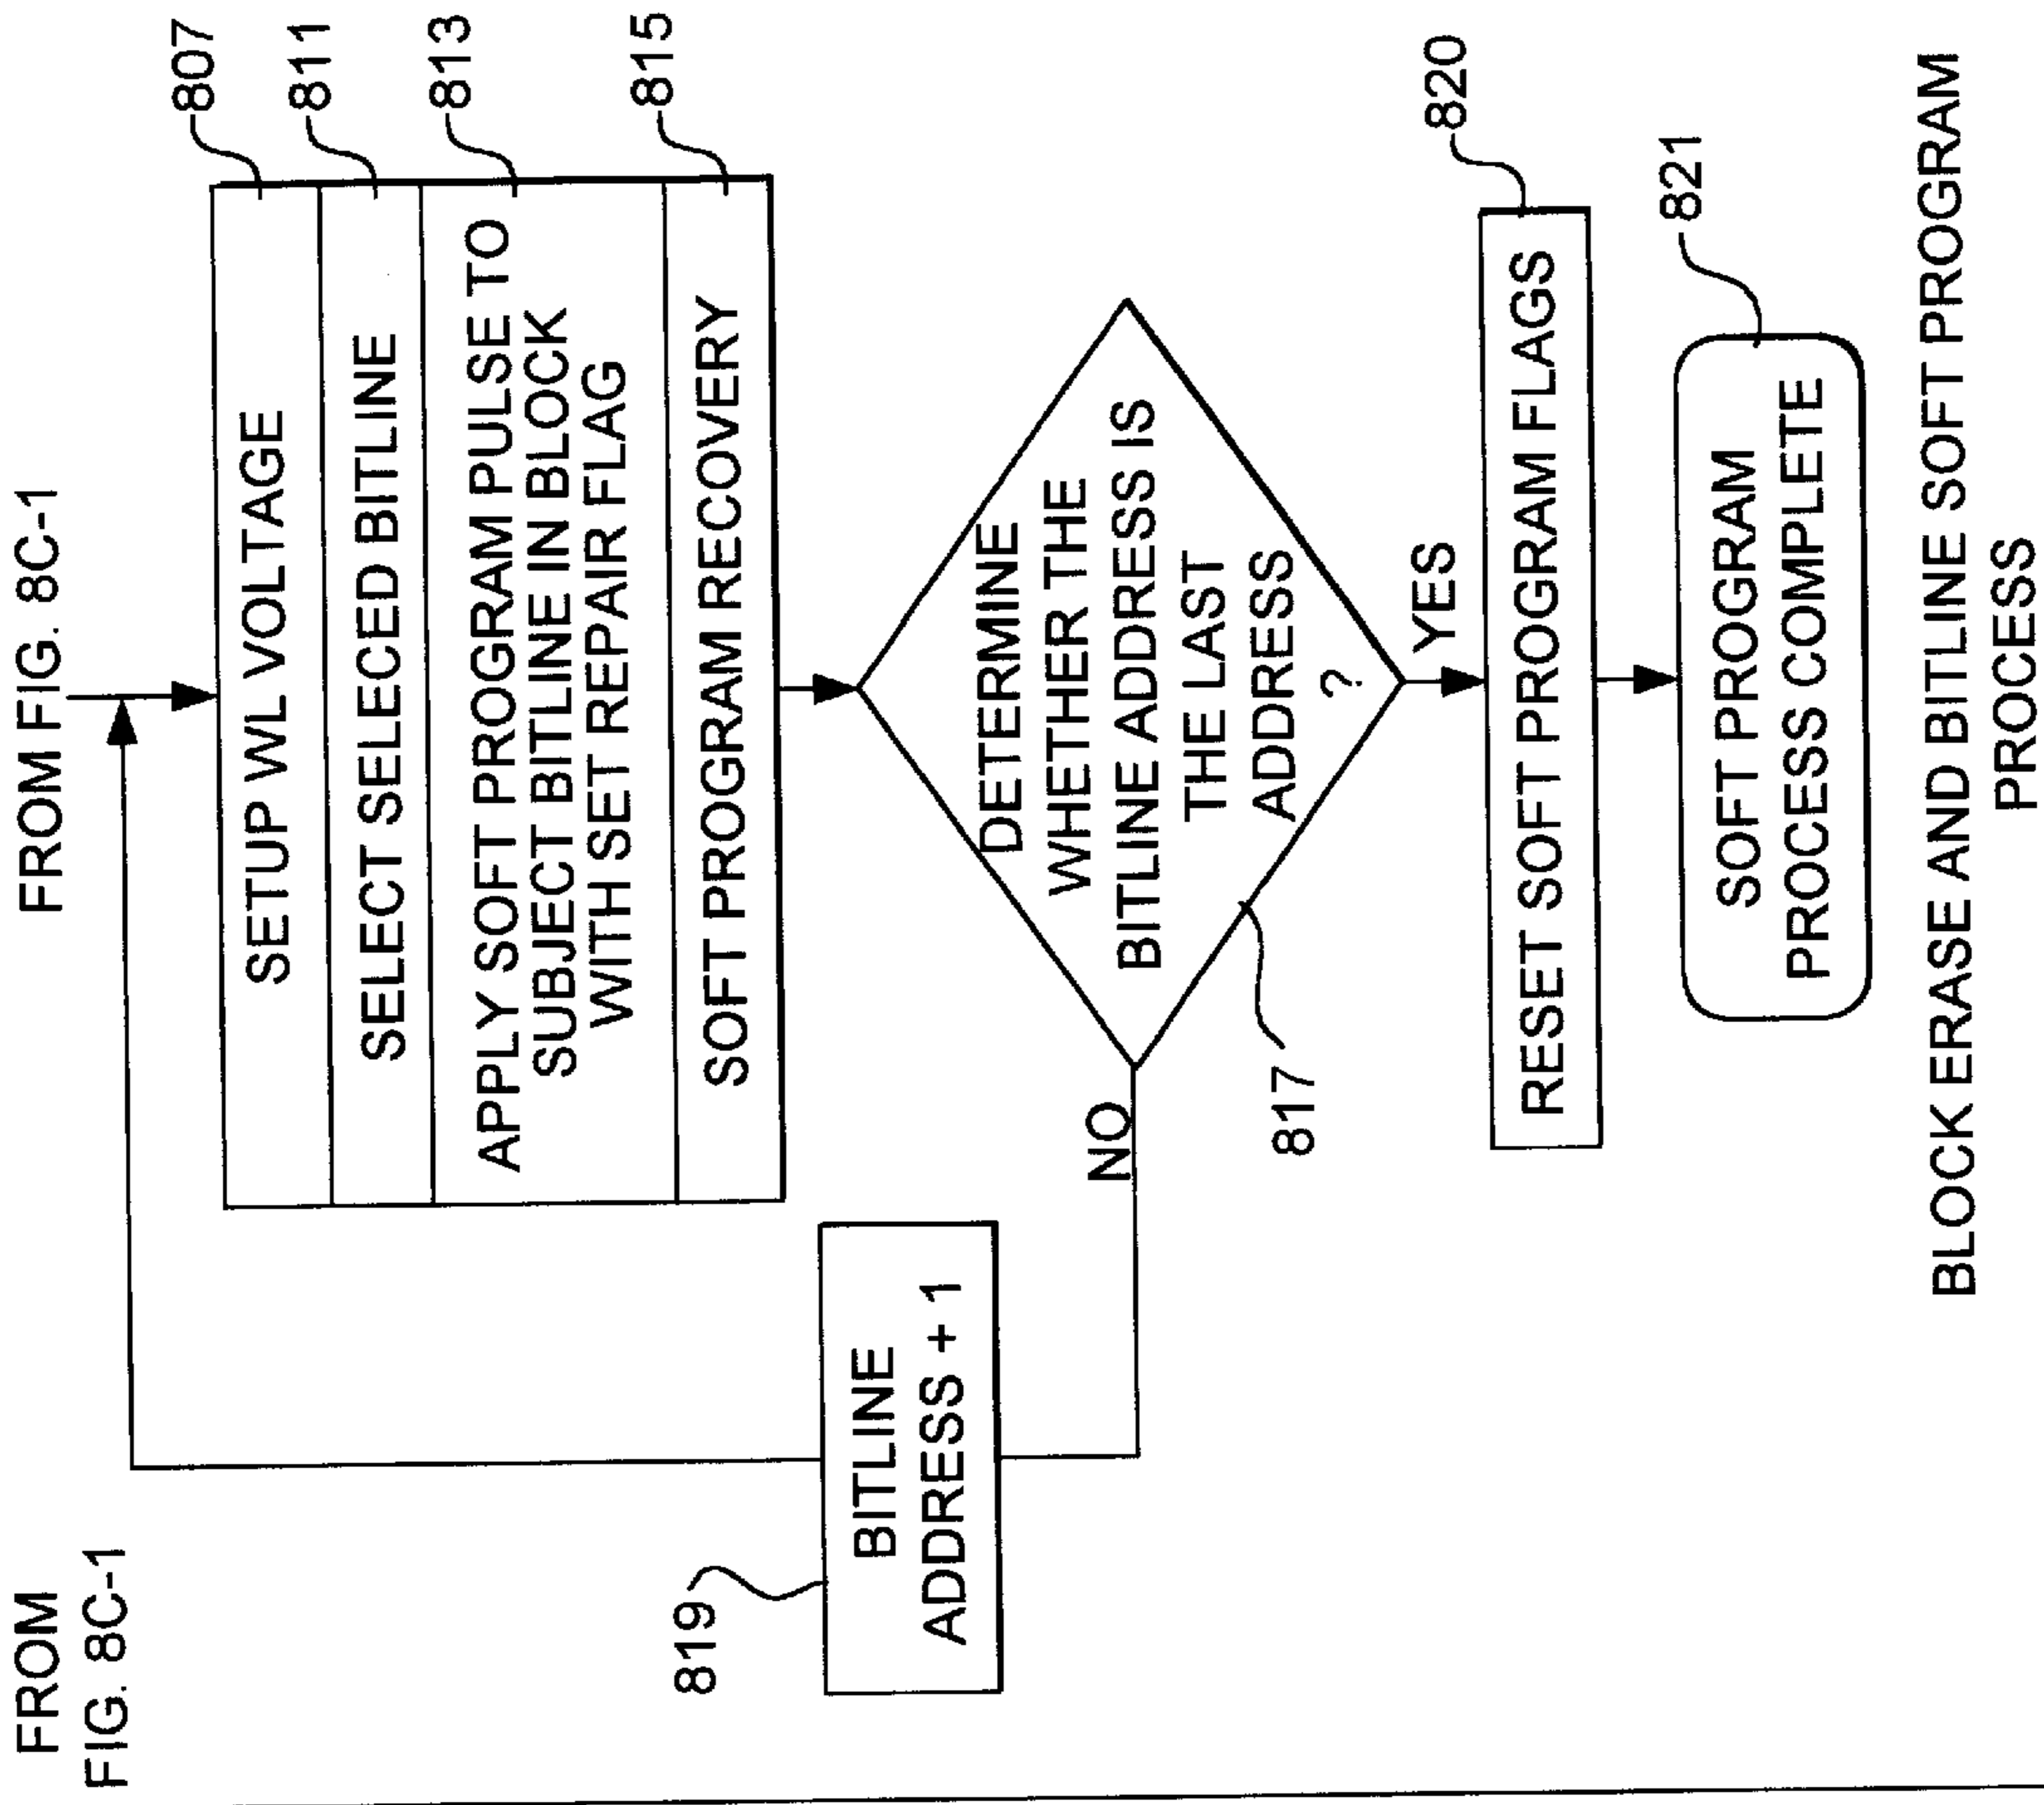 FROM
FIG. 8C-1
FROM FIG. 8C-1
SETUP WL VOLTAGE
807
SELECT SELECED BITLINE
811
APPLY SOFT PROGRAM PULSE TO
SUBJECT BITLINE IN BLOCK
WITH SET REPAIR FLAG
813
SOFT PROGRAM RECOVERY
815
819
BITLINE
ADDRESS + 1
NO
DETERMINE
WHETHER THE
BITLINE ADDRESS IS
THE LAST
ADDRESS
?
817
YES
RESET SOFT PROGRAM FLAGS
820
SOFT PROGRAM
PROCESS COMPLETE
821
BLOCK ERASE AND BITLINE SOFT PROGRAM
PROCESS